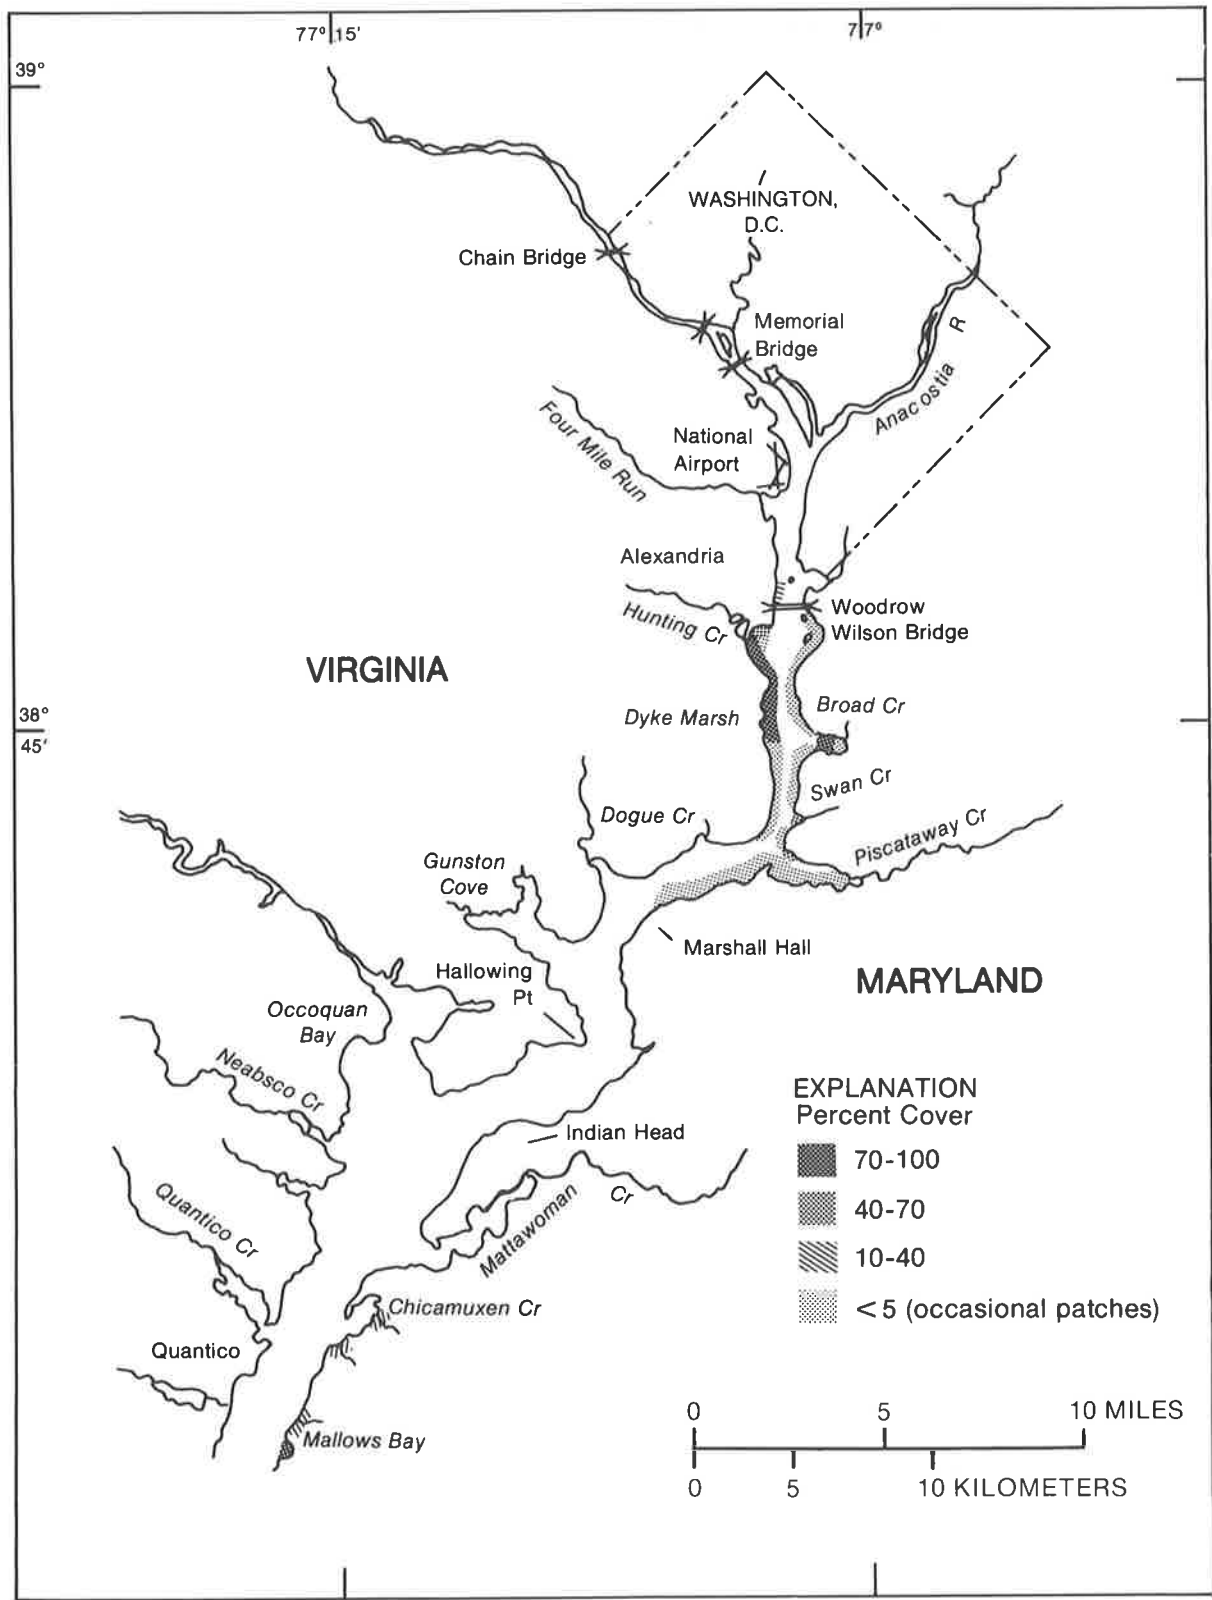 77° 15'
77°
39°
WASHINGTON,
D.C.
Chain Bridge
Memorial
Bridge
Anacostia R
Four Mile Run
National
Airport
Alexandria
Hunting Cr
Woodrow
Wilson Bridge
VIRGINIA
38°
45'
Dyke Marsh
Broad Cr
Swan Cr
Dogue Cr
Piscataway Cr
Gunston
Cove
Marshall Hall
Hallowing
Pt
MARYLAND
Occoquan
Bay
Neabsco Cr
Indian Head
Mattawoman Cr
Quantico Cr
Chicamuxen Cr
Quantico
Mallows Bay
EXPLANATION
Percent Cover
70-100
40-70
10-40
<5 (occasional patches)
0 5 10 MILES
0 5 10 KILOMETERS